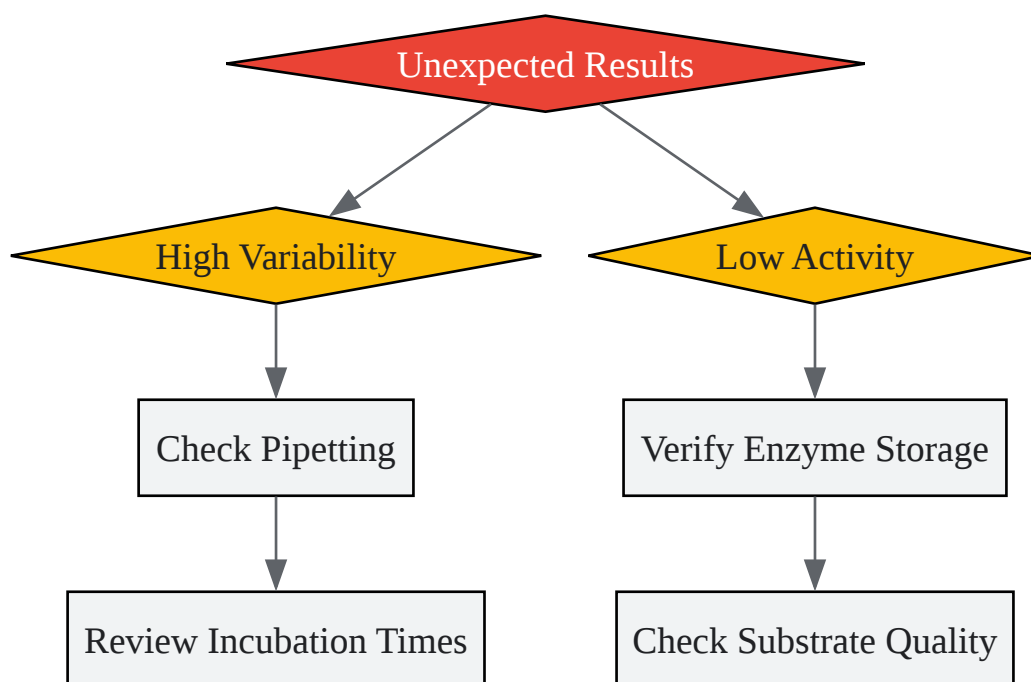 Unexpected Results
High Variability
Low Activity
Check Pipetting
Verify Enzyme Storage
Review Incubation Times
Check Substrate Quality